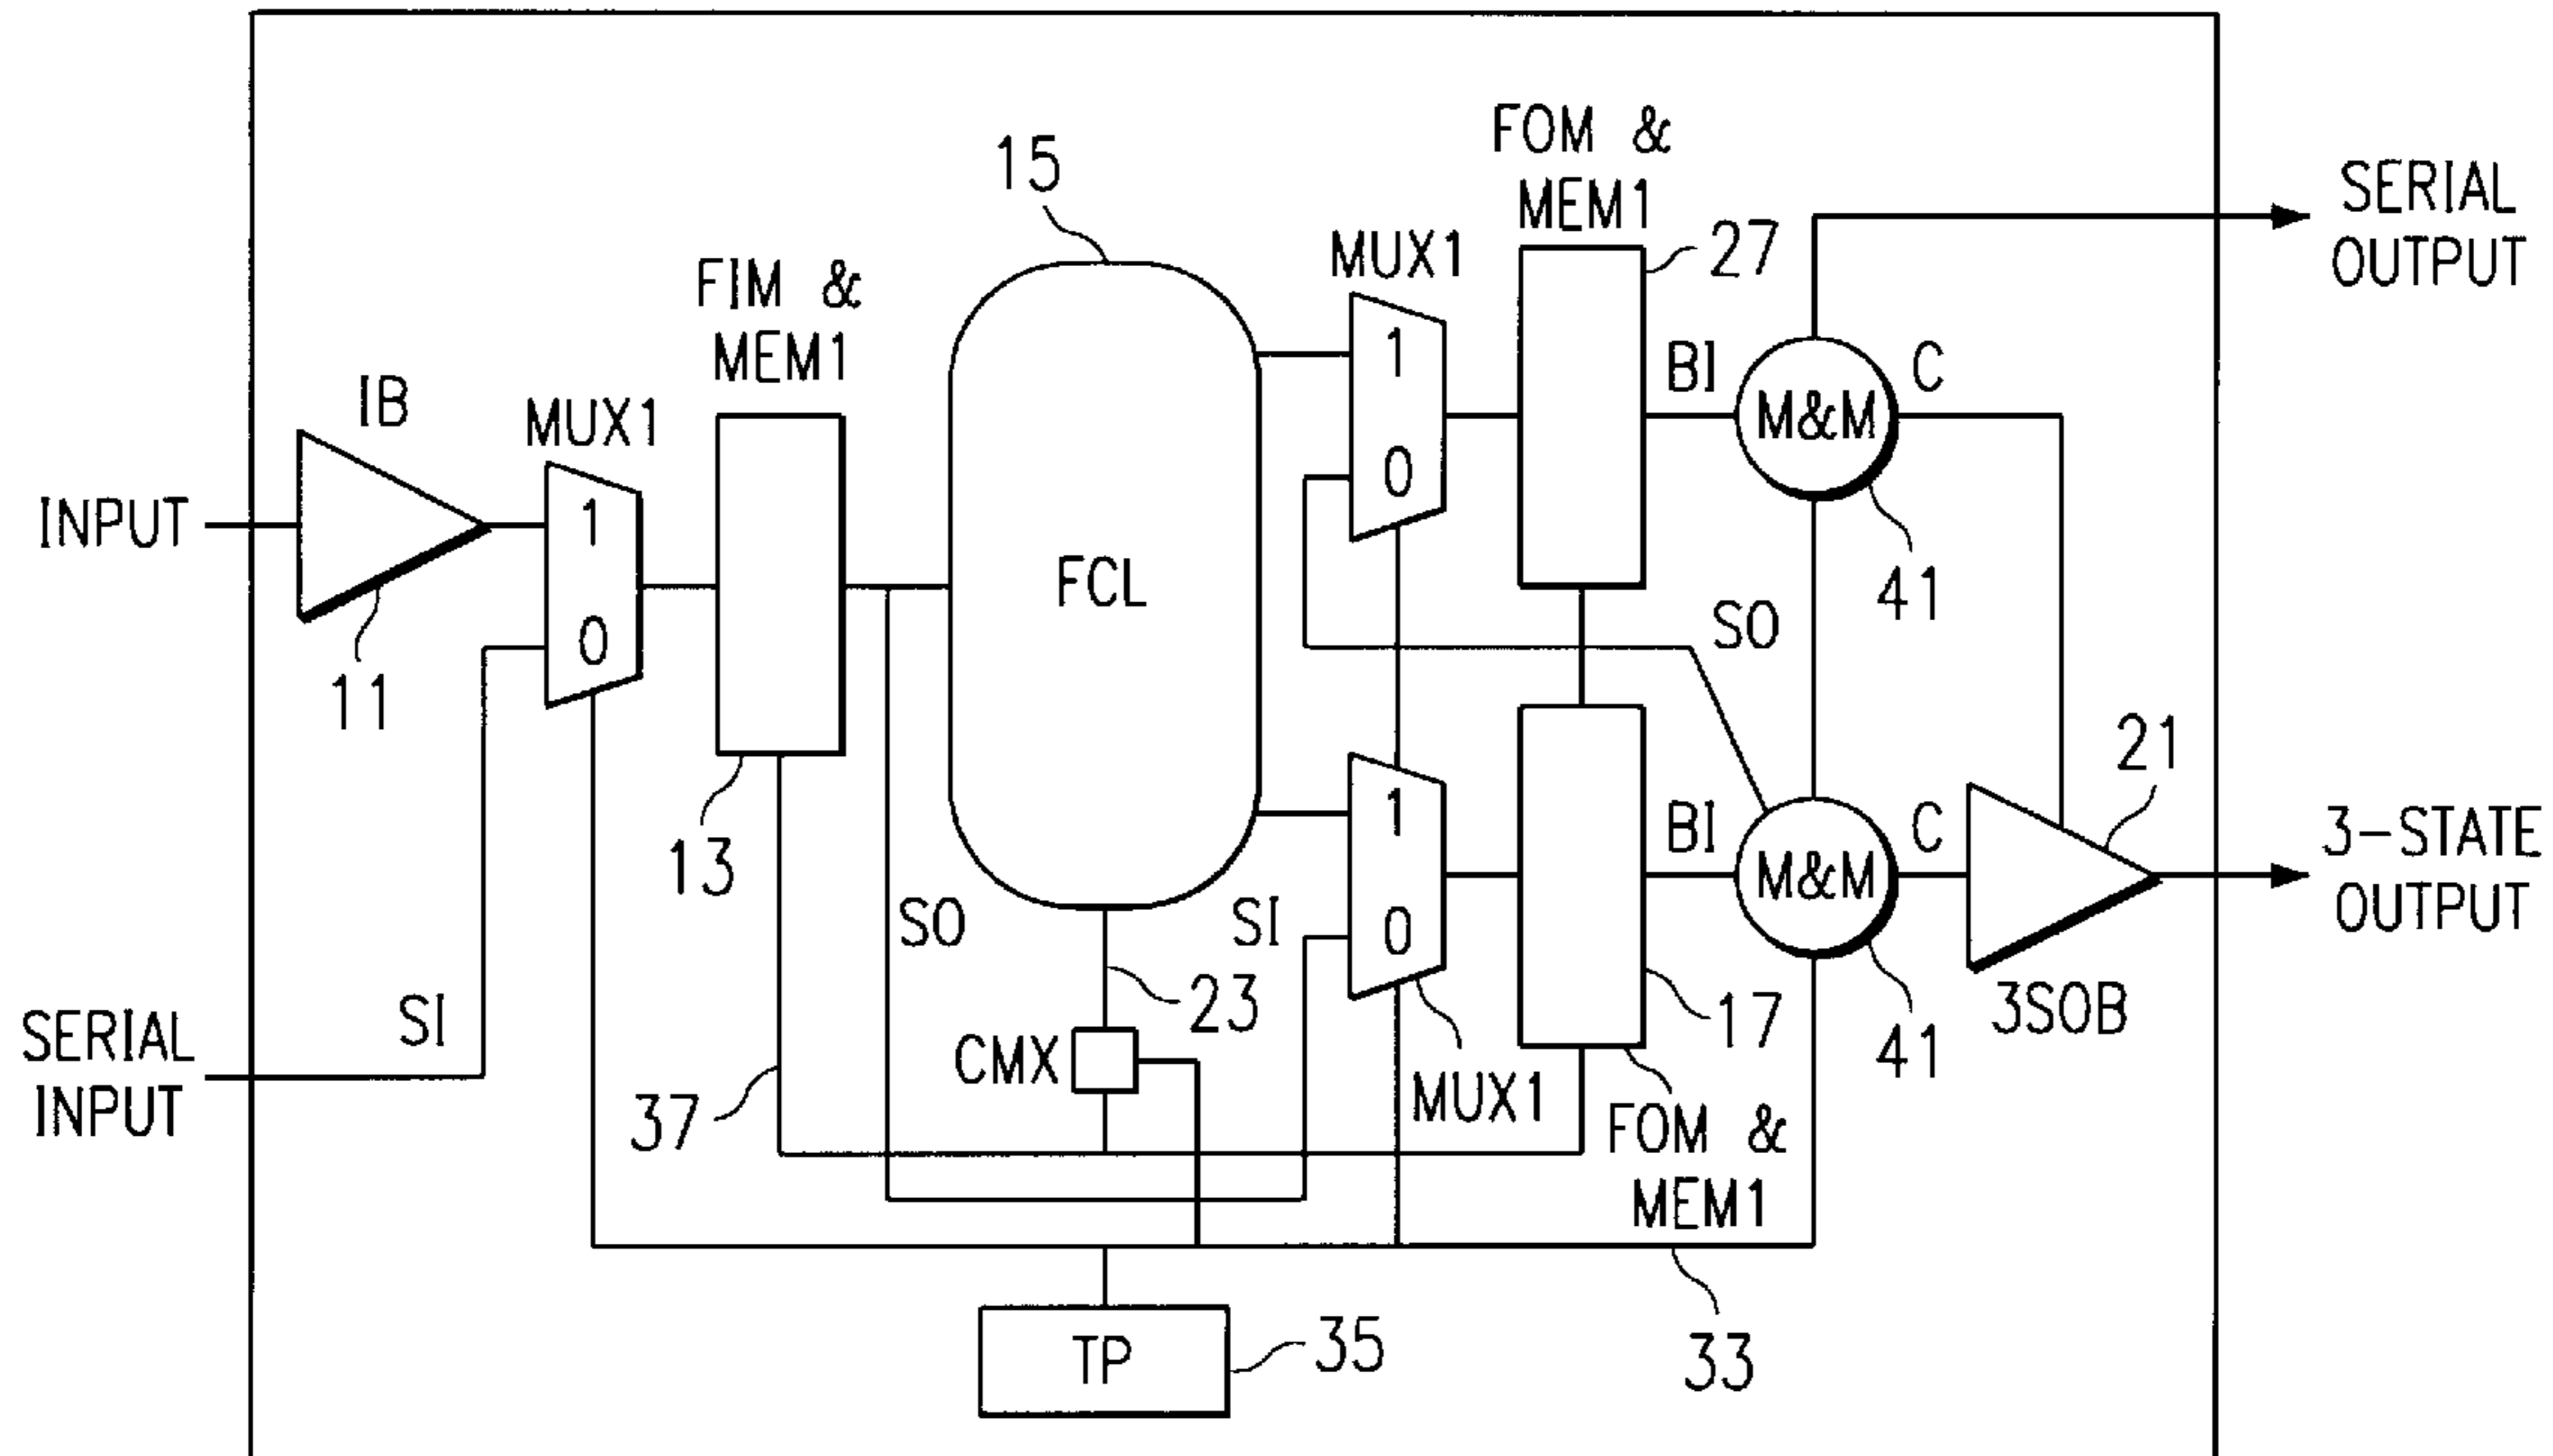 FOM &
MEM1
15
27
SERIAL
OUTPUT
MUX1
FIM &
MEM1
1
0
BI
M&M
C
41
IB
MUX1
1
0
INPUT
11
FCL
SO
13
21
1
0
BI
M&M
C
3-STATE
OUTPUT
SO
SI
23
17
41
3SOB
SI
SERIAL
INPUT
CMX
37
MUX1
FOM &
MEM1
TP
35
33